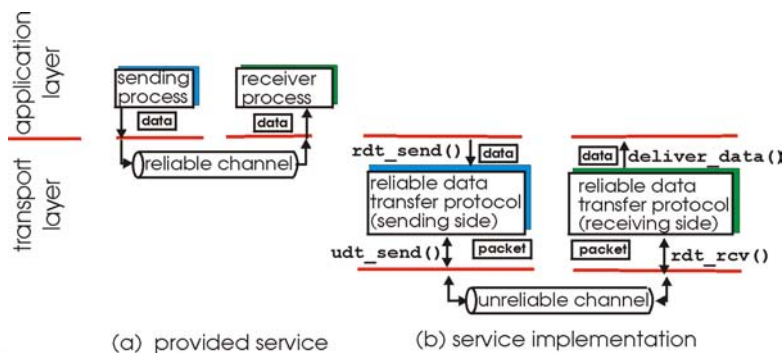 application
layer
transport
layer
sending
process
receiver
process
data
data
reliable channel
rdt_send()
data
data
deliver_data()
reliable data
transfer protocol
(sending side)
reliable data
transfer protocol
(receiving side)
udt_send()
packet
packet
rdt_rcv()
unreliable channel
(a) provided service
(b) service implementation